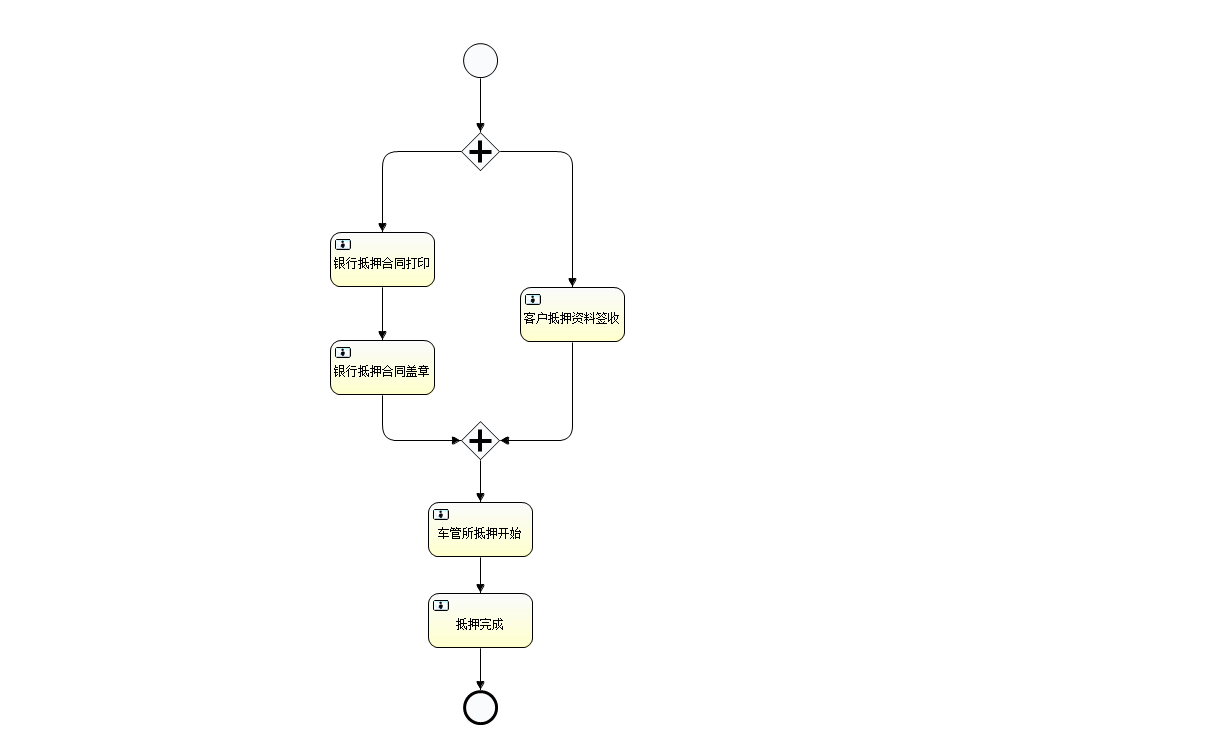 银行抵押合同打印
客户抵押资料签收
银行抵押合同盖章
车管所抵押开始
抵押完成